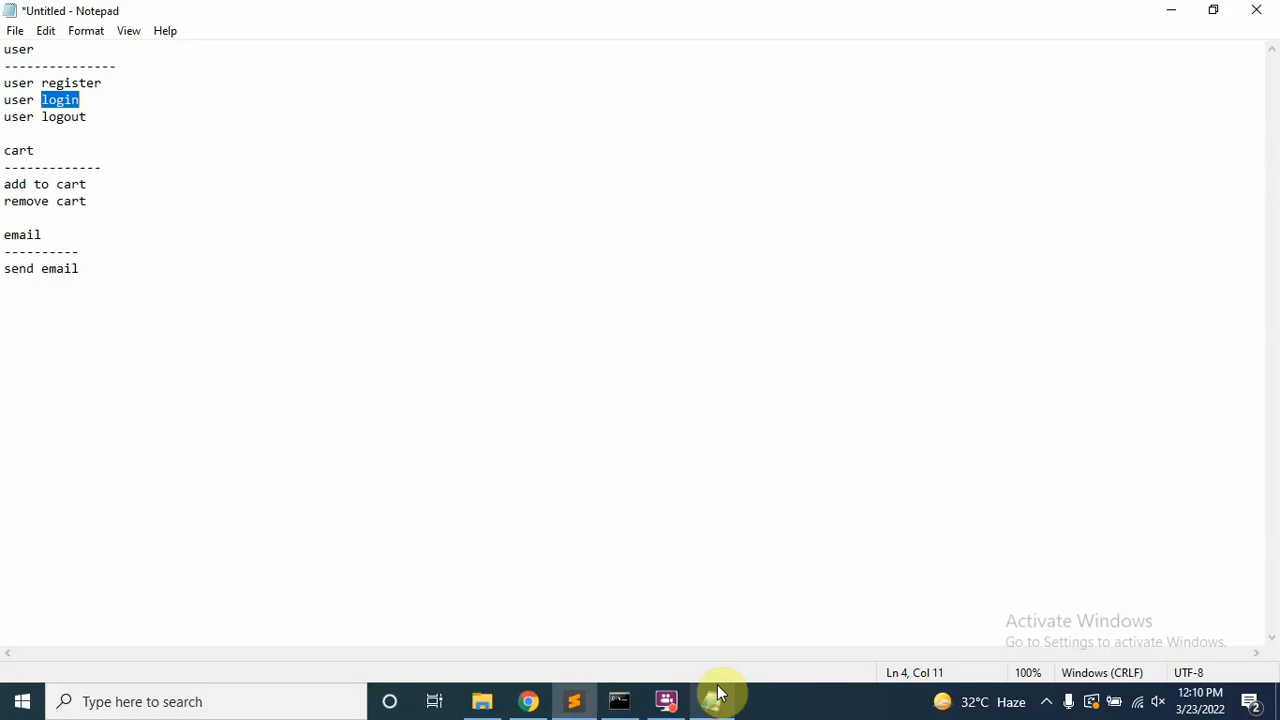 *Untitled - Notepad
File Edit Format View Help
user
---------------
user register
user login
user logout
cart
-------------
add to cart
remove cart
email
----------
send email
Activate Windows
Go to Settings to activate Windows.
Ln 4, Col 11 100% Windows (CRLF) UTF-8
Type here to search
32°C Haze
12:10 PM
3/23/2022
2